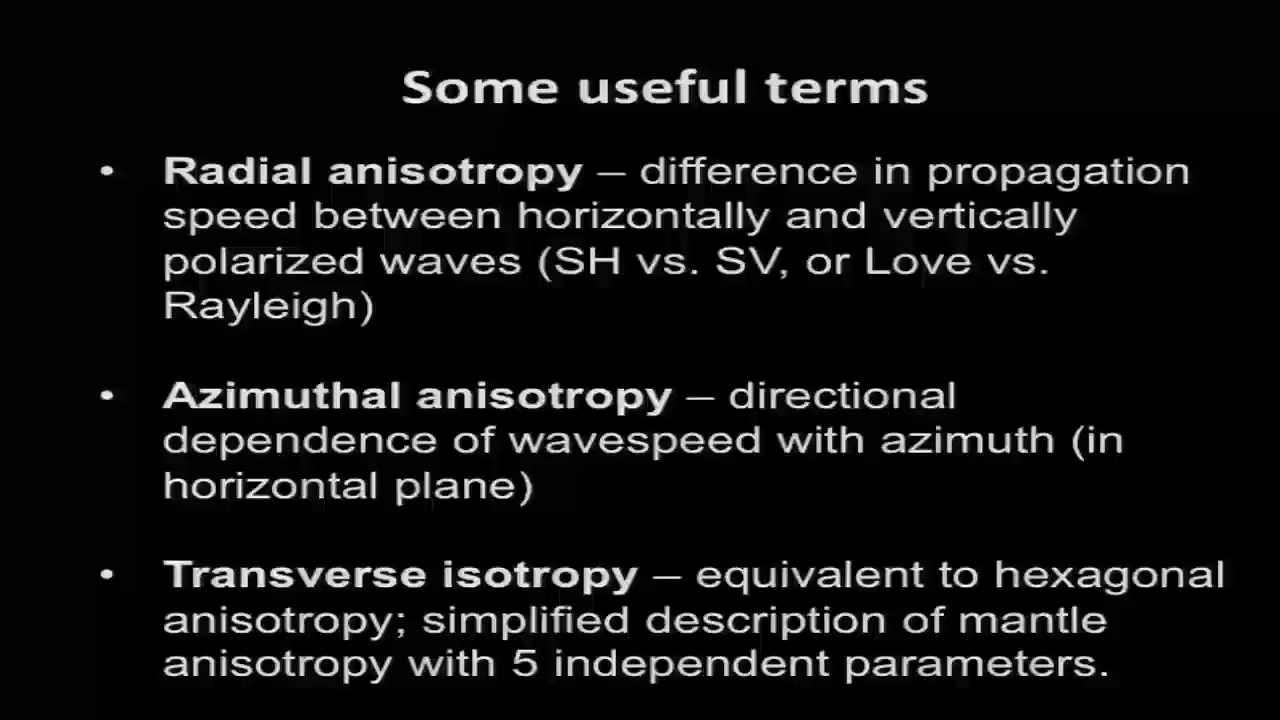 Some useful terms
• Radial anisotropy – difference in propagation
speed between horizontally and vertically
polarized waves (SH vs. SV, or Love vs.
Rayleigh)
• Azimuthal anisotropy – directional
dependence of wavespeed with azimuth (in
horizontal plane)
• Transverse isotropy – equivalent to hexagonal
anisotropy; simplified description of mantle
anisotropy with 5 independent parameters.